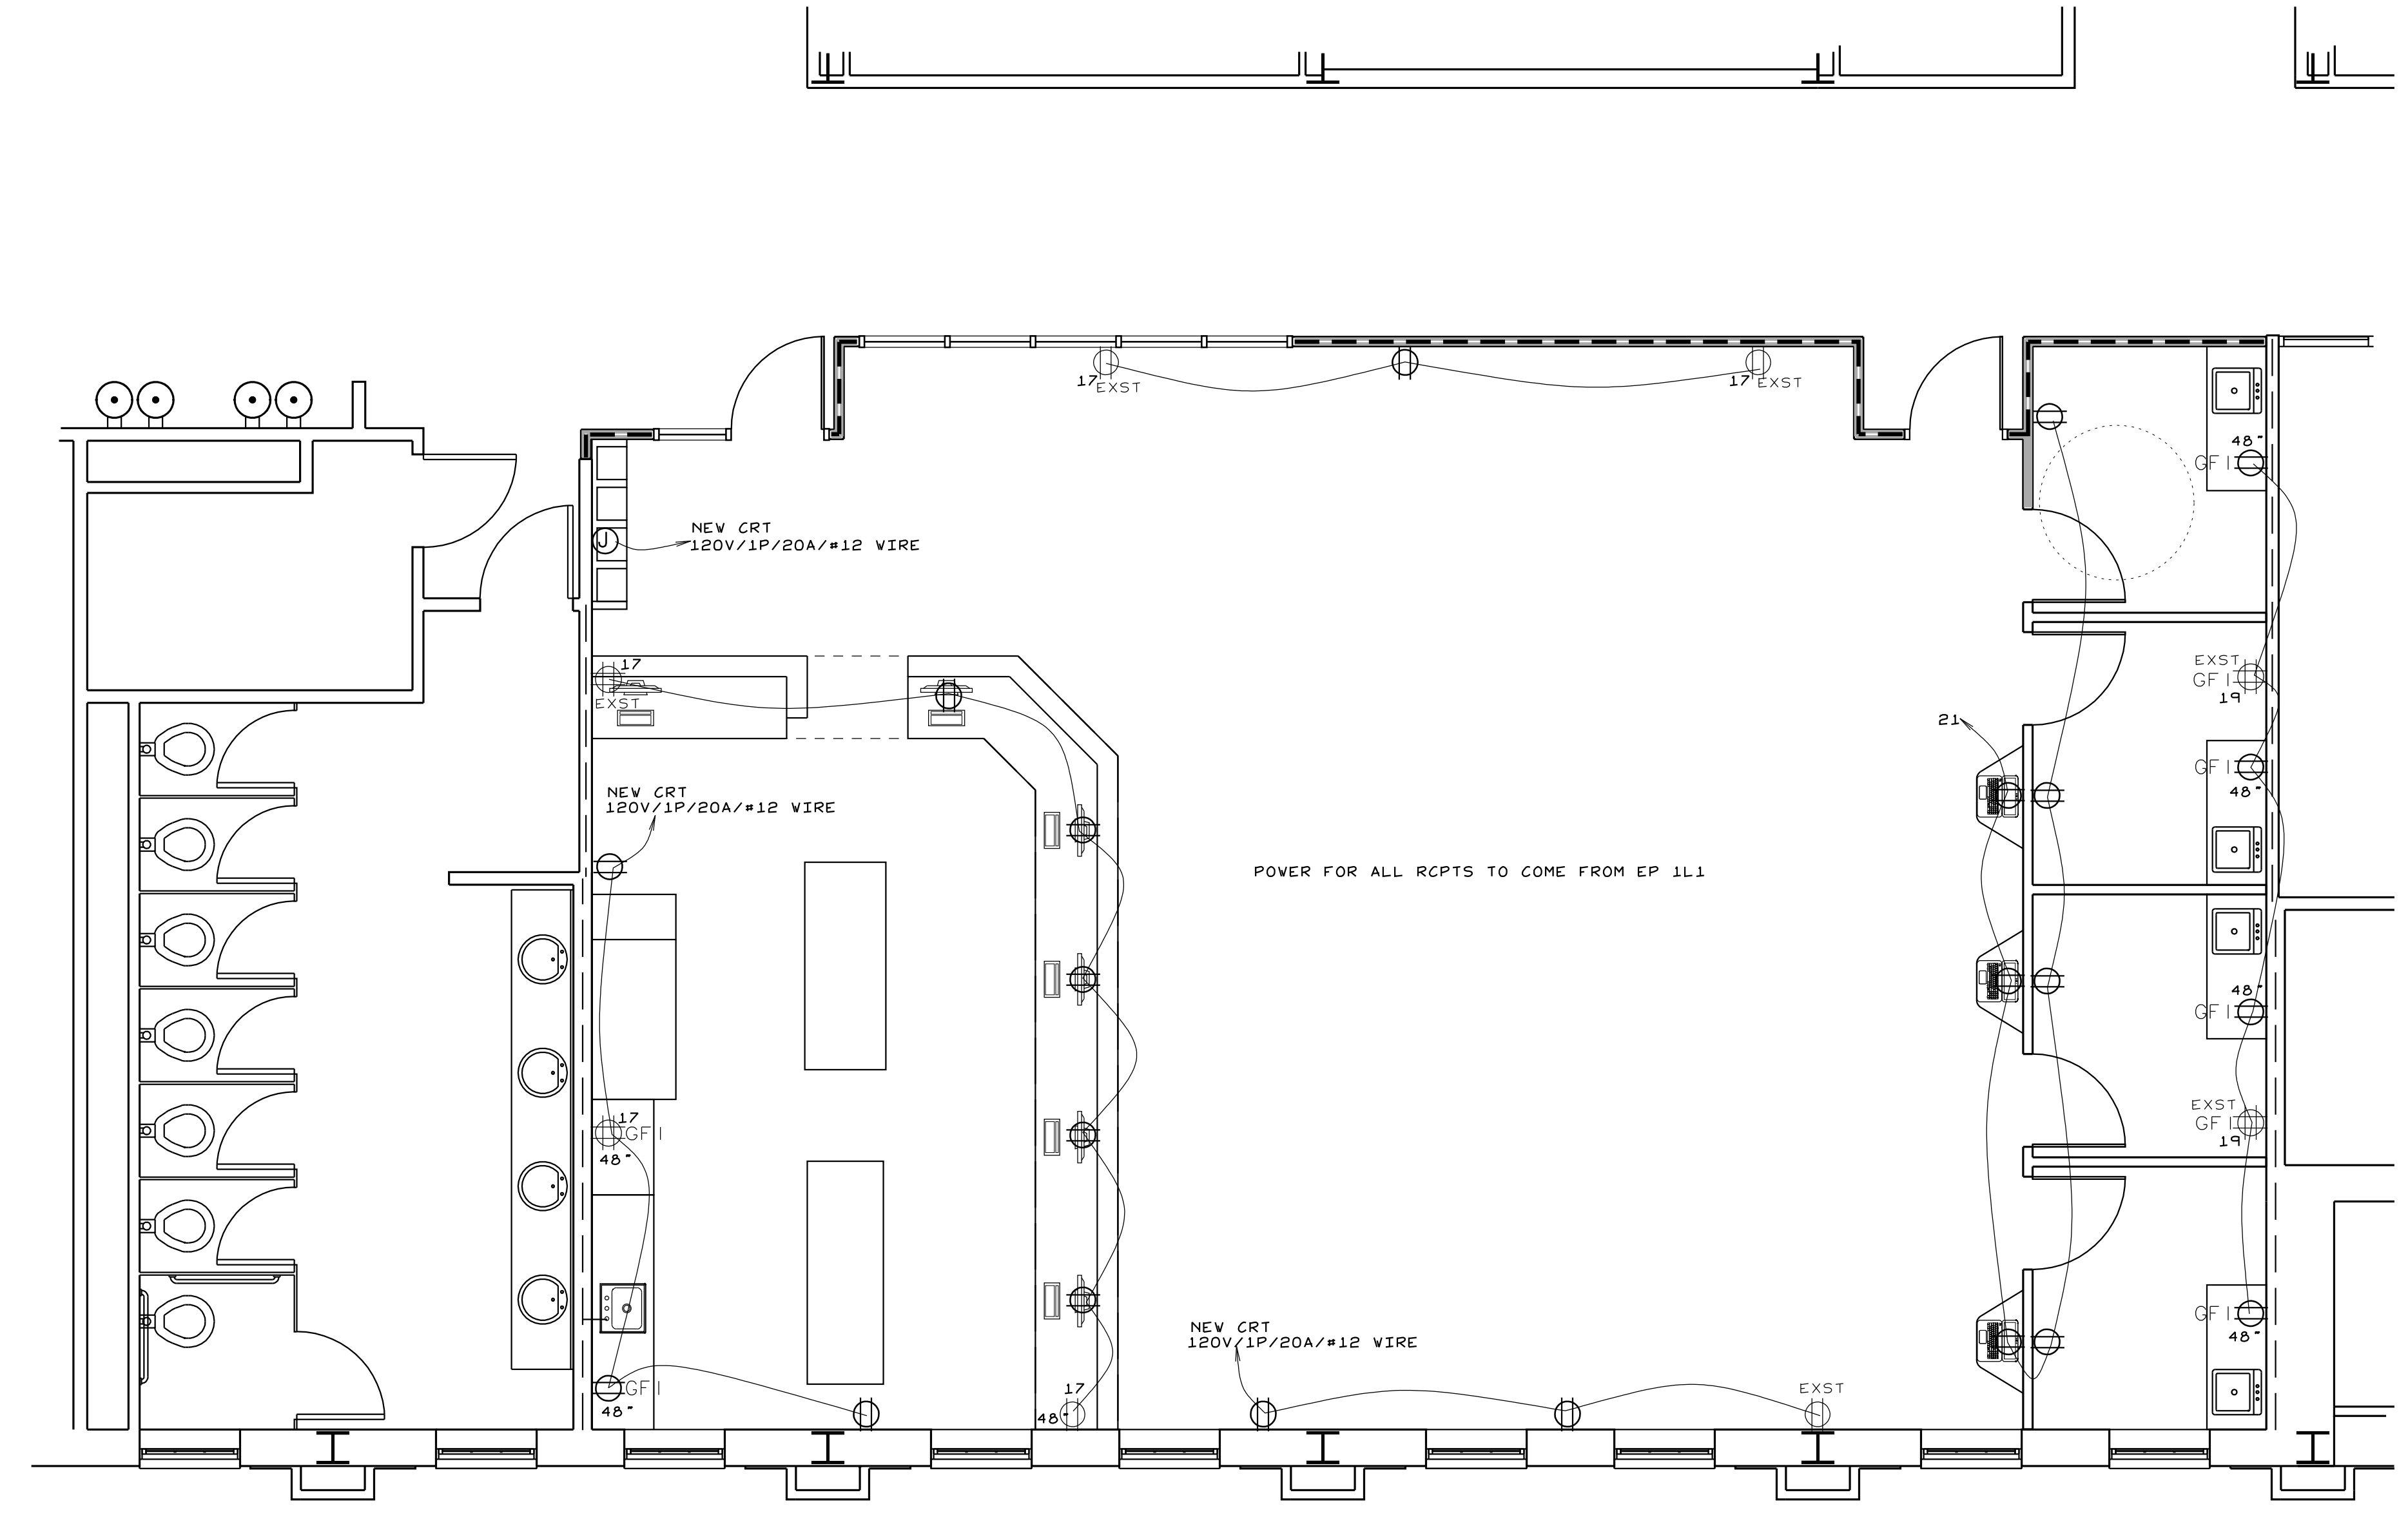 17
EXST
17
EXST
48"
GFI
NEW CRT
120V/1P/20A/#12 WIRE
J
17
EXST
EXST
GFI
19
21
GFI
48"
NEW CRT
120V/1P/20A/#12 WIRE
POWER FOR ALL RCPTS TO COME FROM EP 1L1
48"
GFI
17
GFI
48"
EXST
GFI
19
GFI
48"
NEW CRT
120V/1P/20A/#12 WIRE
GFI
48"
17
48"
EXST